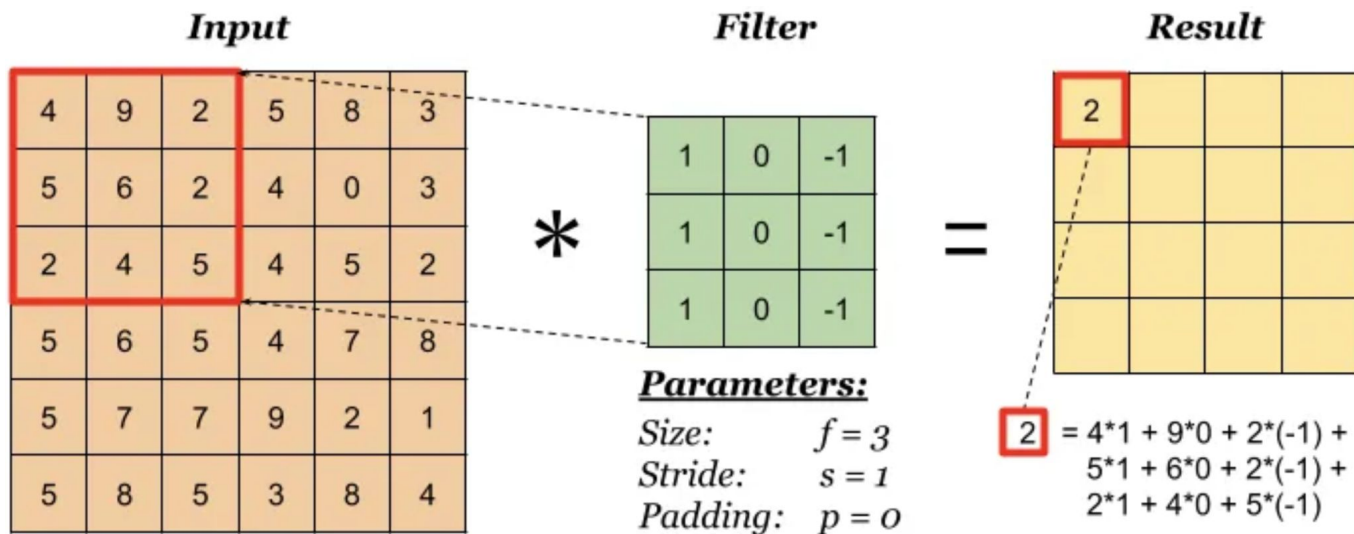 Input
4 9 2 5 8 3
5 6 2 4 0 3
2 4 5 4 5 2
5 6 5 4 7 8
5 7 7 9 2 1
5 8 5 3 8 4
*
Filter
1 0 -1
1 0 -1
1 0 -1
Parameters:
Size: f = 3
Stride: s = 1
Padding: p = 0
=
Result
2
2 = 4*1 + 9*0 + 2*(-1) +
5*1 + 6*0 + 2*(-1) +
2*1 + 4*0 + 5*(-1)